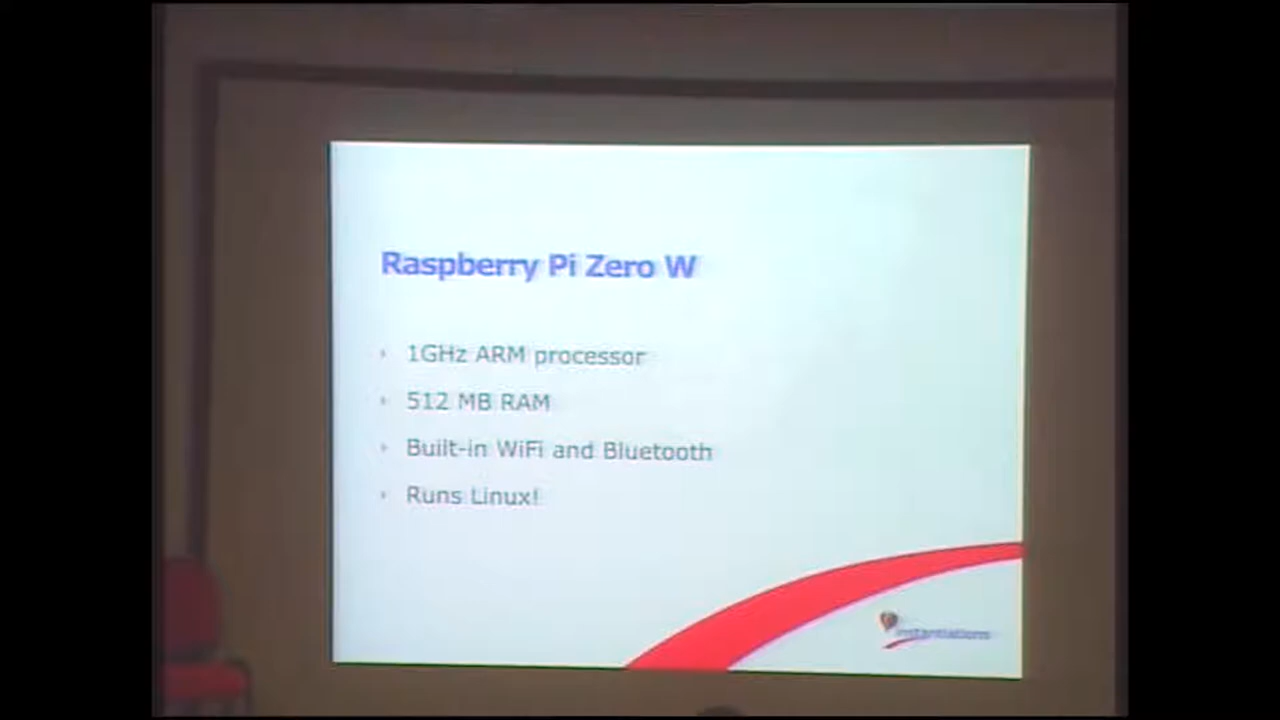 Raspberry Pi Zero W
1GHz ARM processor
512 MB RAM
Built-in WiFi and Bluetooth
Runs Linux!
instantiations